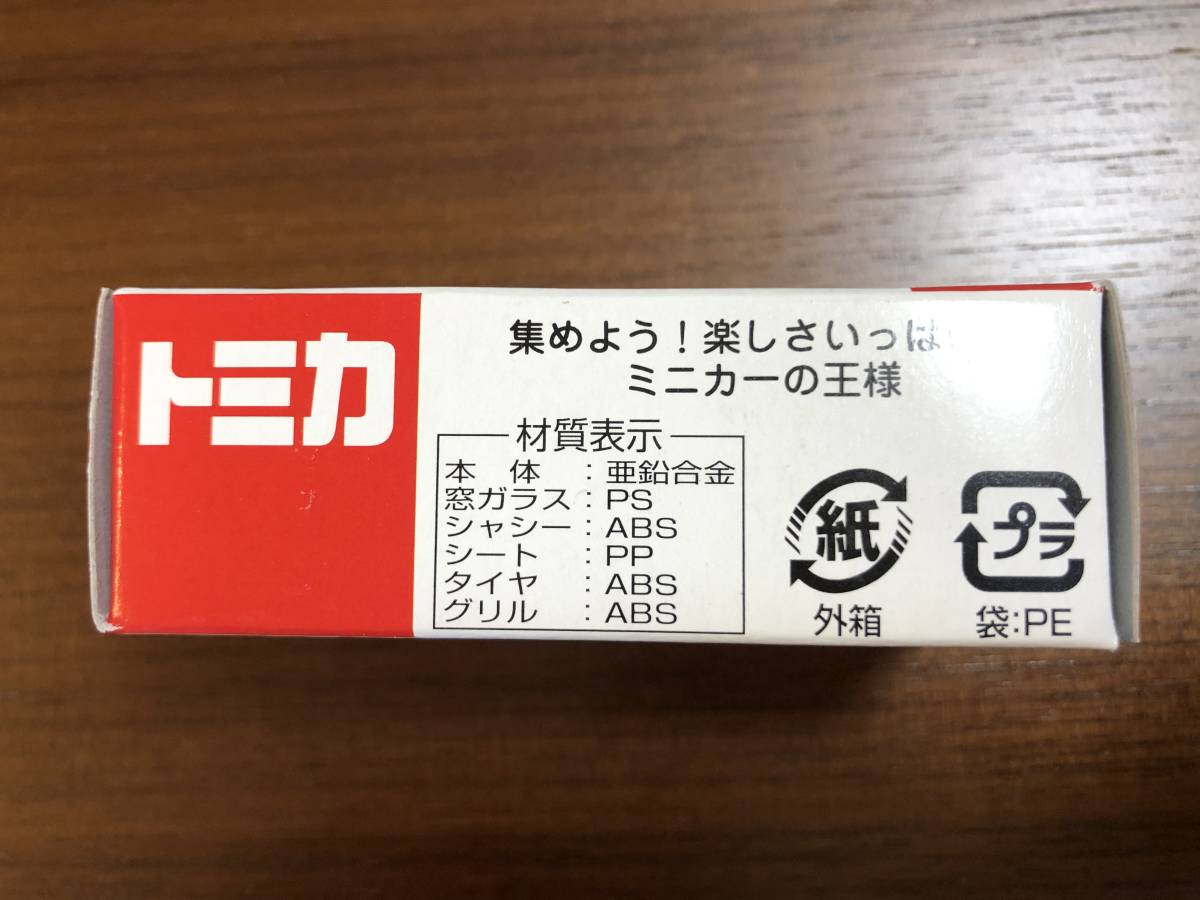 トミカ
集めよう!楽しさいっぱ
ミニカーの王様
材質表示
本体:亜鉛合金
窓ガラス:PS
シャシー:ABS
シート:PP
タイヤ:ABS
グリル:ABS
紙
外箱
プラ
袋:PE